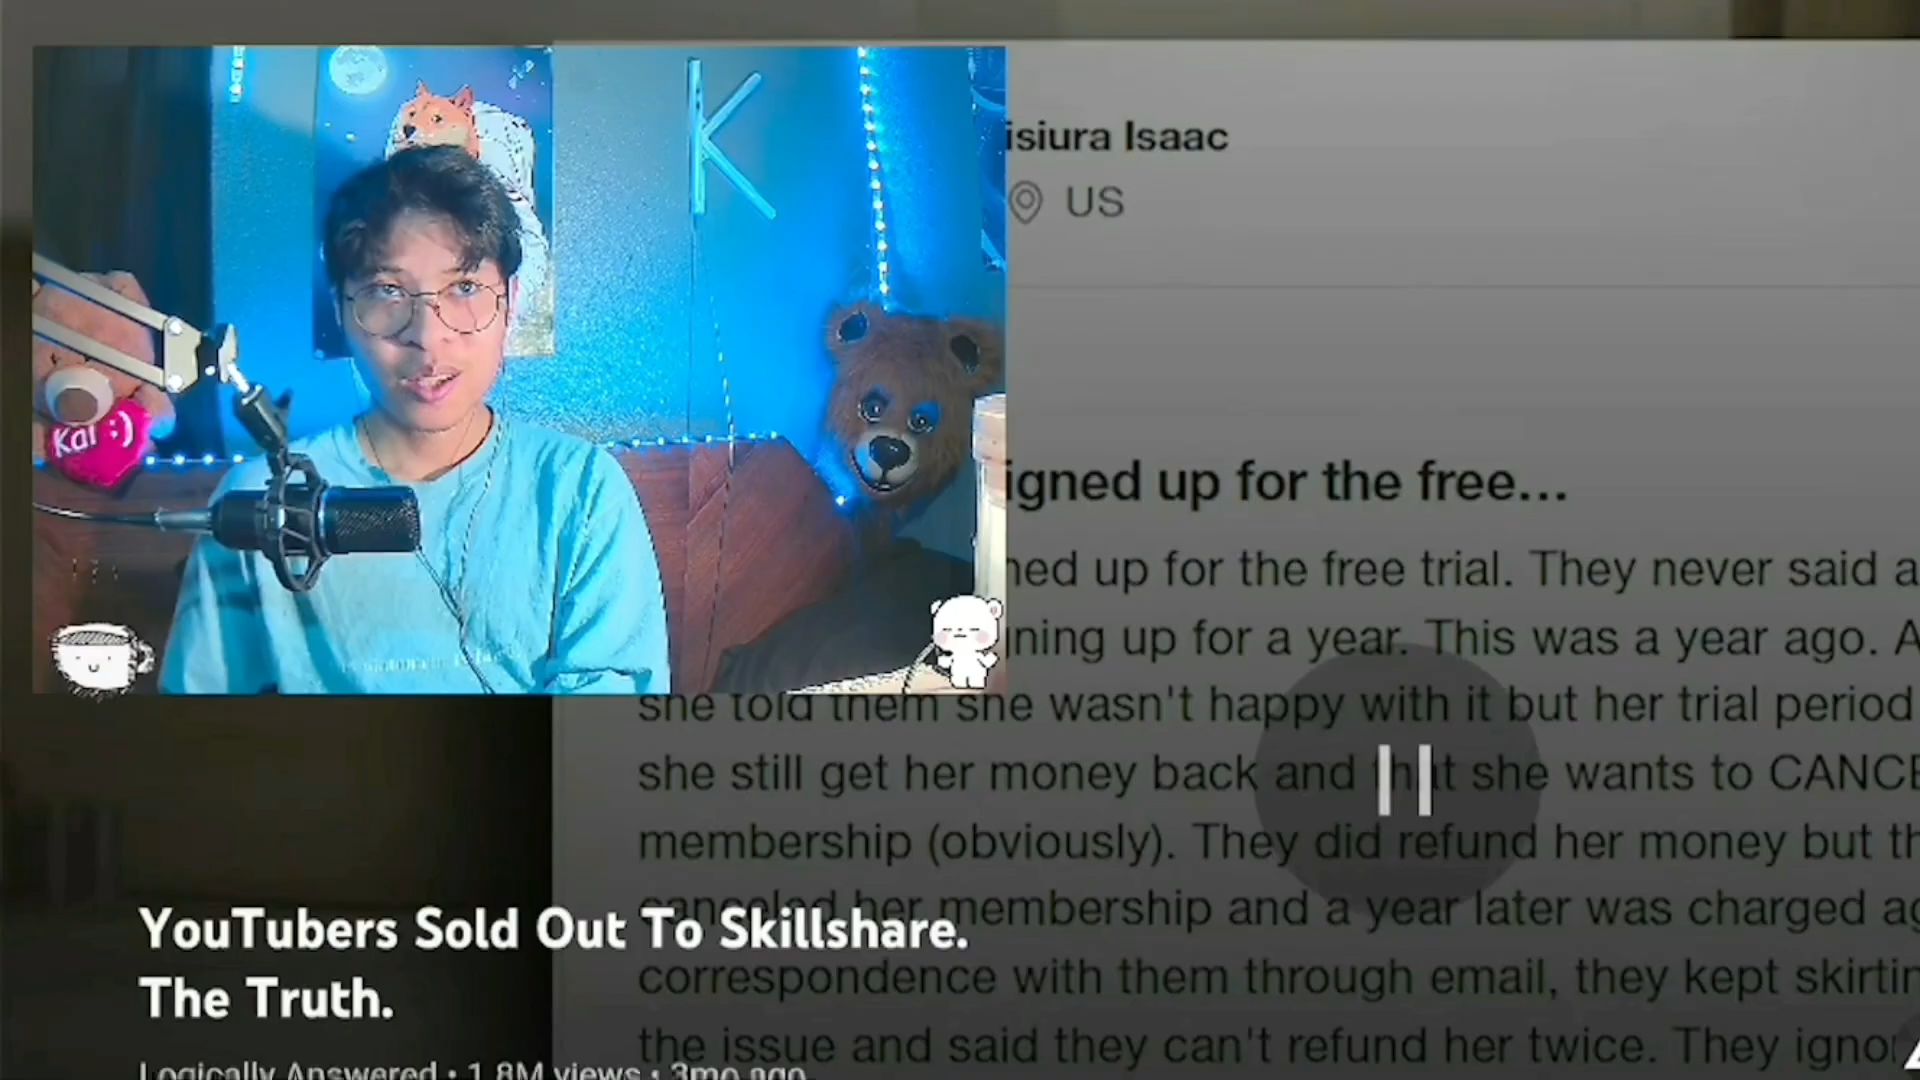 K
isiura Isaac
US
Kai :)
igned up for the free...
ned up for the free trial. They never said a
ning up for a year. This was a year ago. A
she told them she wasn't happy with it but her trial period
she still get her money back and that she wants to CANCE
membership (obviously). They did refund her money but th
canceled her membership and a year later was charged ag
correspondence with them through email, they kept skirtin
the issue and said they can't refund her twice. They ignor
YouTubers Sold Out To Skillshare.
The Truth.
Logically Answered • 1.8M views • 3mo ago